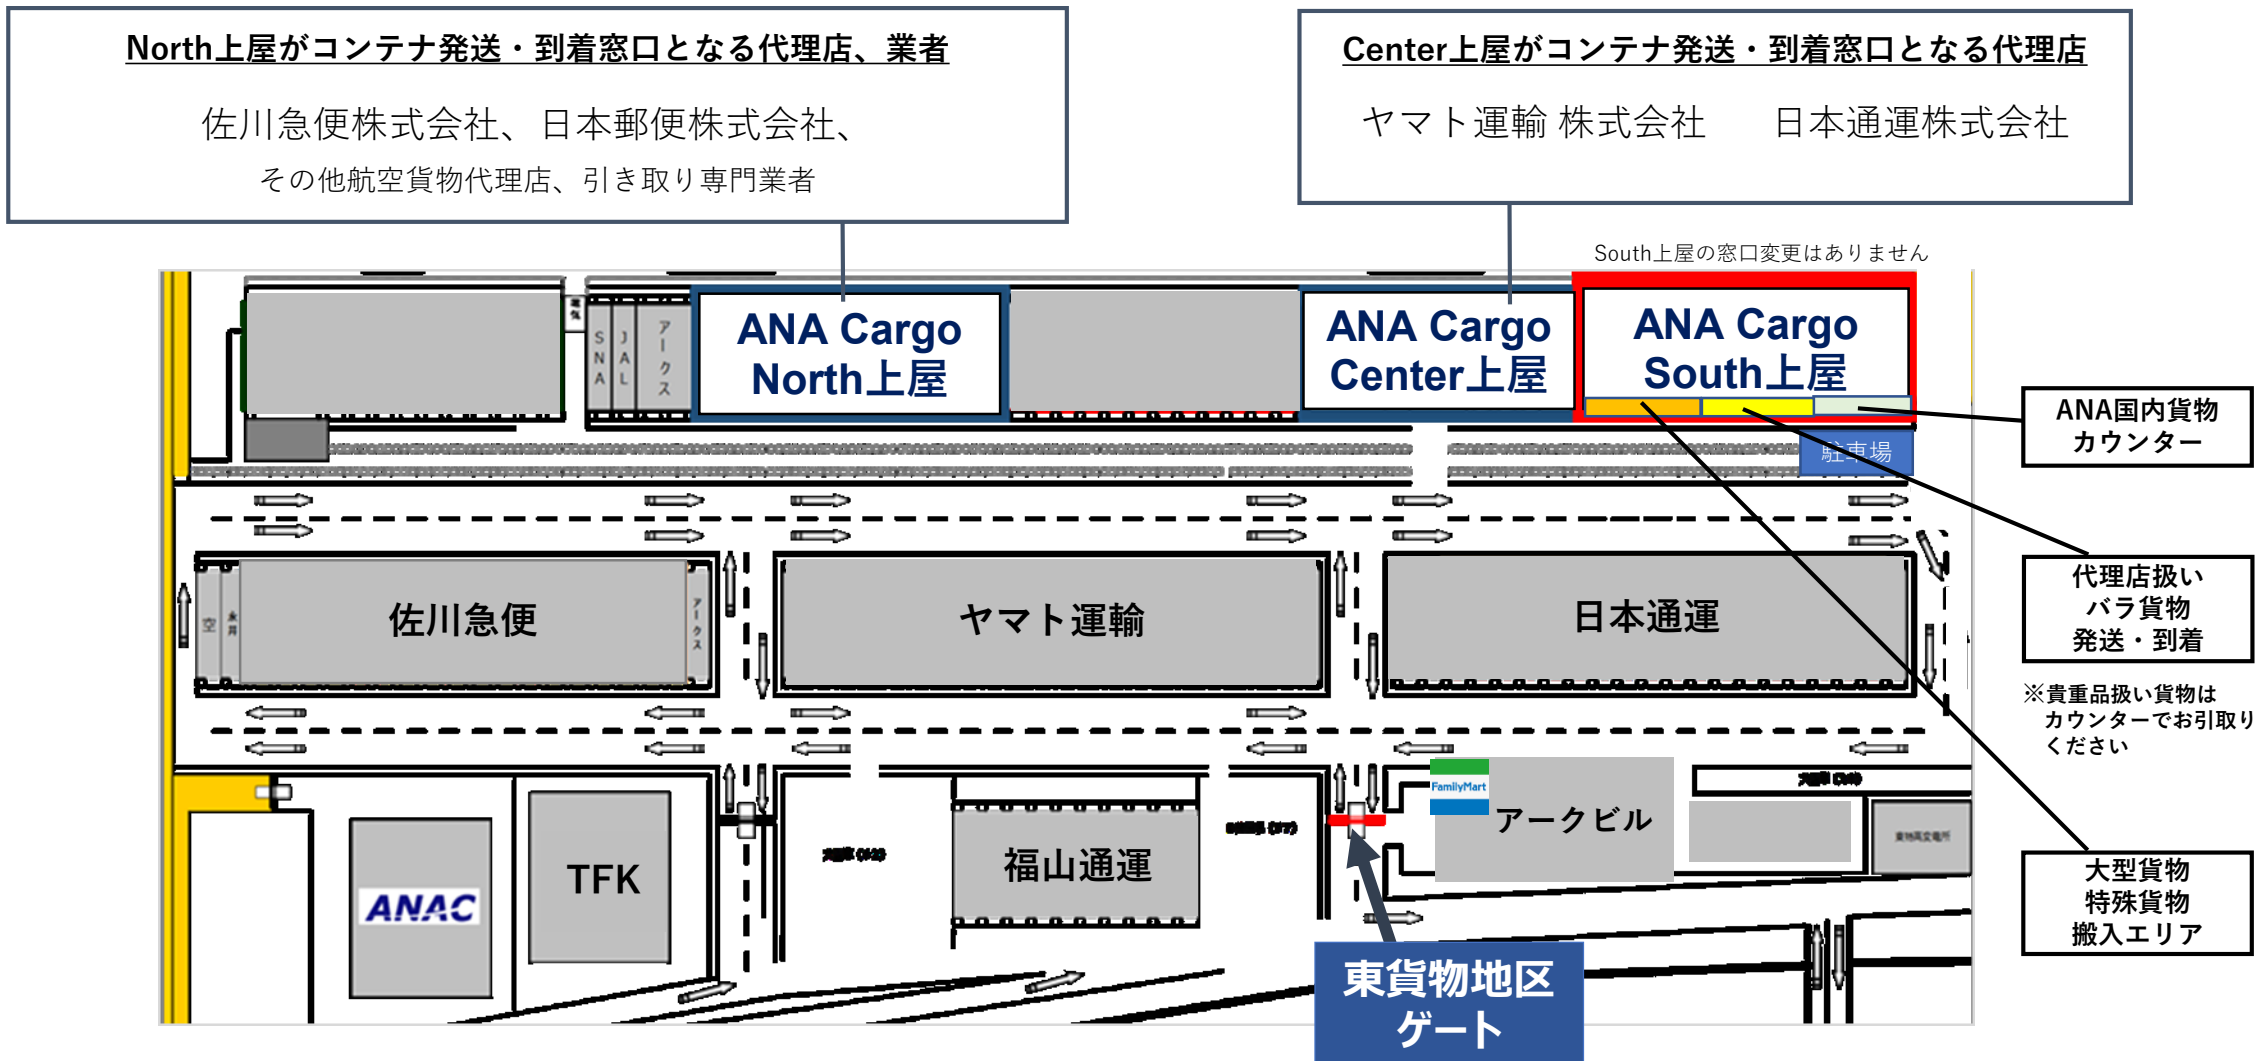 North上屋がコンテナ発送・到着窓口となる代理店、業者
佐川急便株式会社、日本郵便株式会社、
その他航空貨物代理店、引き取り専門業者
Center上屋がコンテナ発送・到着窓口となる代理店
ヤマト運輸 株式会社 日本通運株式会社
South上屋の窓口変更はありません
電気
SNA
JAL
アークス
ANA Cargo
North上屋
ANA Cargo
Center上屋
ANA Cargo
South上屋
駐車場
ANA国内貨物
カウンター
代理店扱い
バラ貨物
発送・到着
※貴重品扱い貨物は
カウンターでお引取り
ください
大型貨物
特殊貨物
搬入エリア
空
佐川急便
アークス
ヤマト運輸
日本通運
ANAC
TFK
福山通運
FamilyMart
アークビル
東貨物地区
ゲート